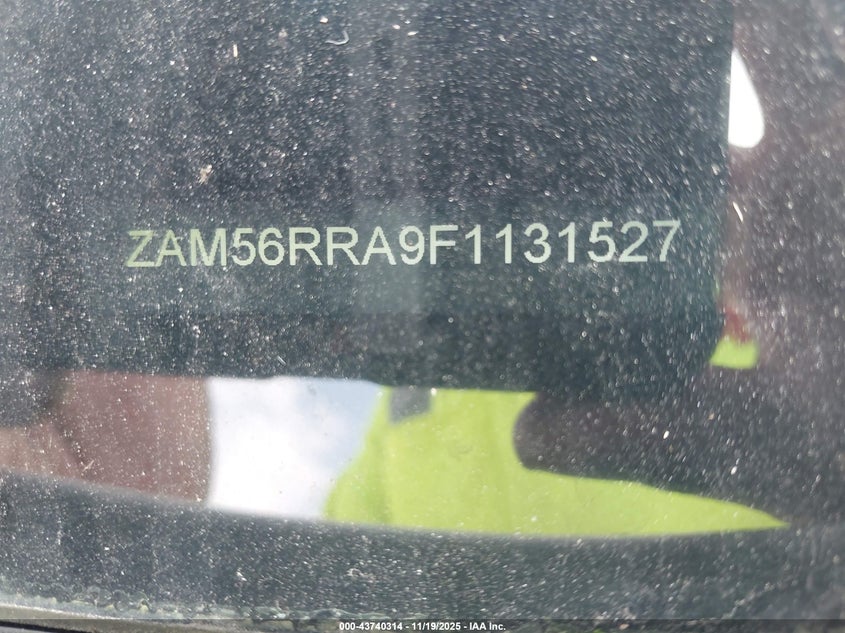 ZAM56RRA9F1131527
000-43740314 - 11/19/2025 - IAA Inc.